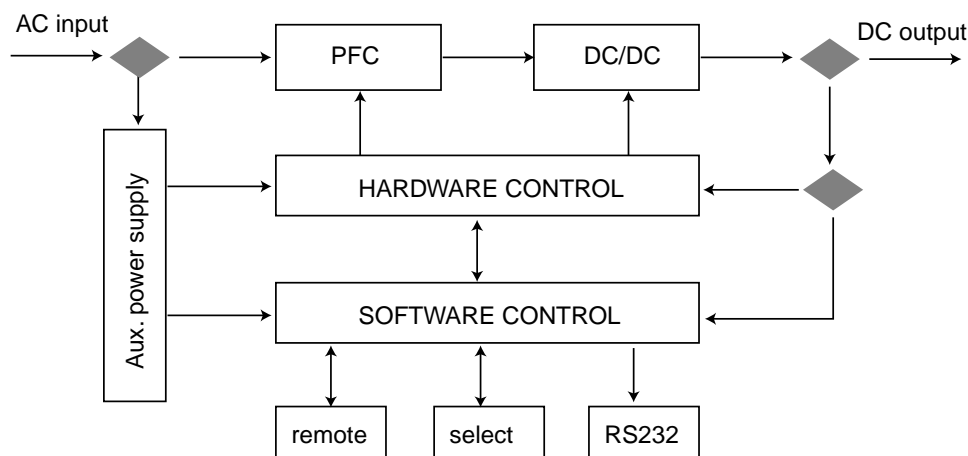 AC input
DC output
PFC
DC/DC
Aux. power supply
HARDWARE CONTROL
SOFTWARE CONTROL
remote
select
RS232